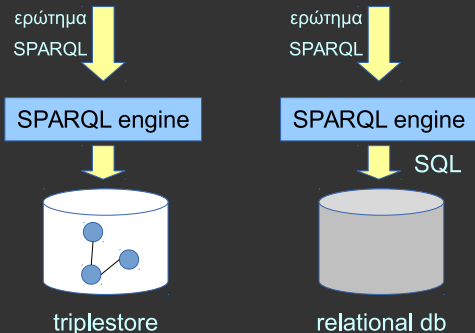 ερώτημα
SPARQL
SPARQL engine
triplestore
ερώτημα
SPARQL
SPARQL engine
SQL
relational db